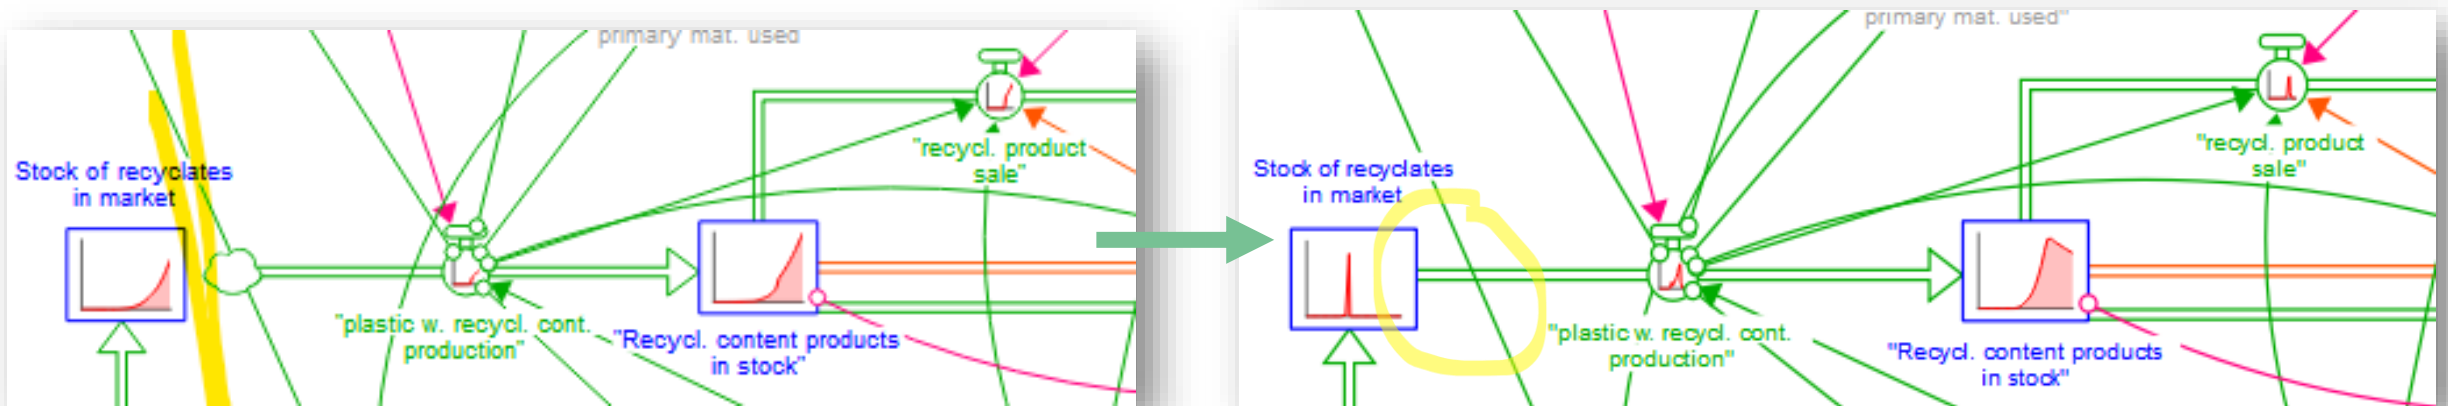 primary mat. used
"recycl. product
sale"
Stock of recyclates
in market
"plastic w. recycl. cont.
production"
"Recycl. content products
in stock"
primary mat. used"
"recycl. product
sale"
Stock of recyclates
in market
"plastic w. recycl. cont.
production"
"Recycl. content products
in stock"